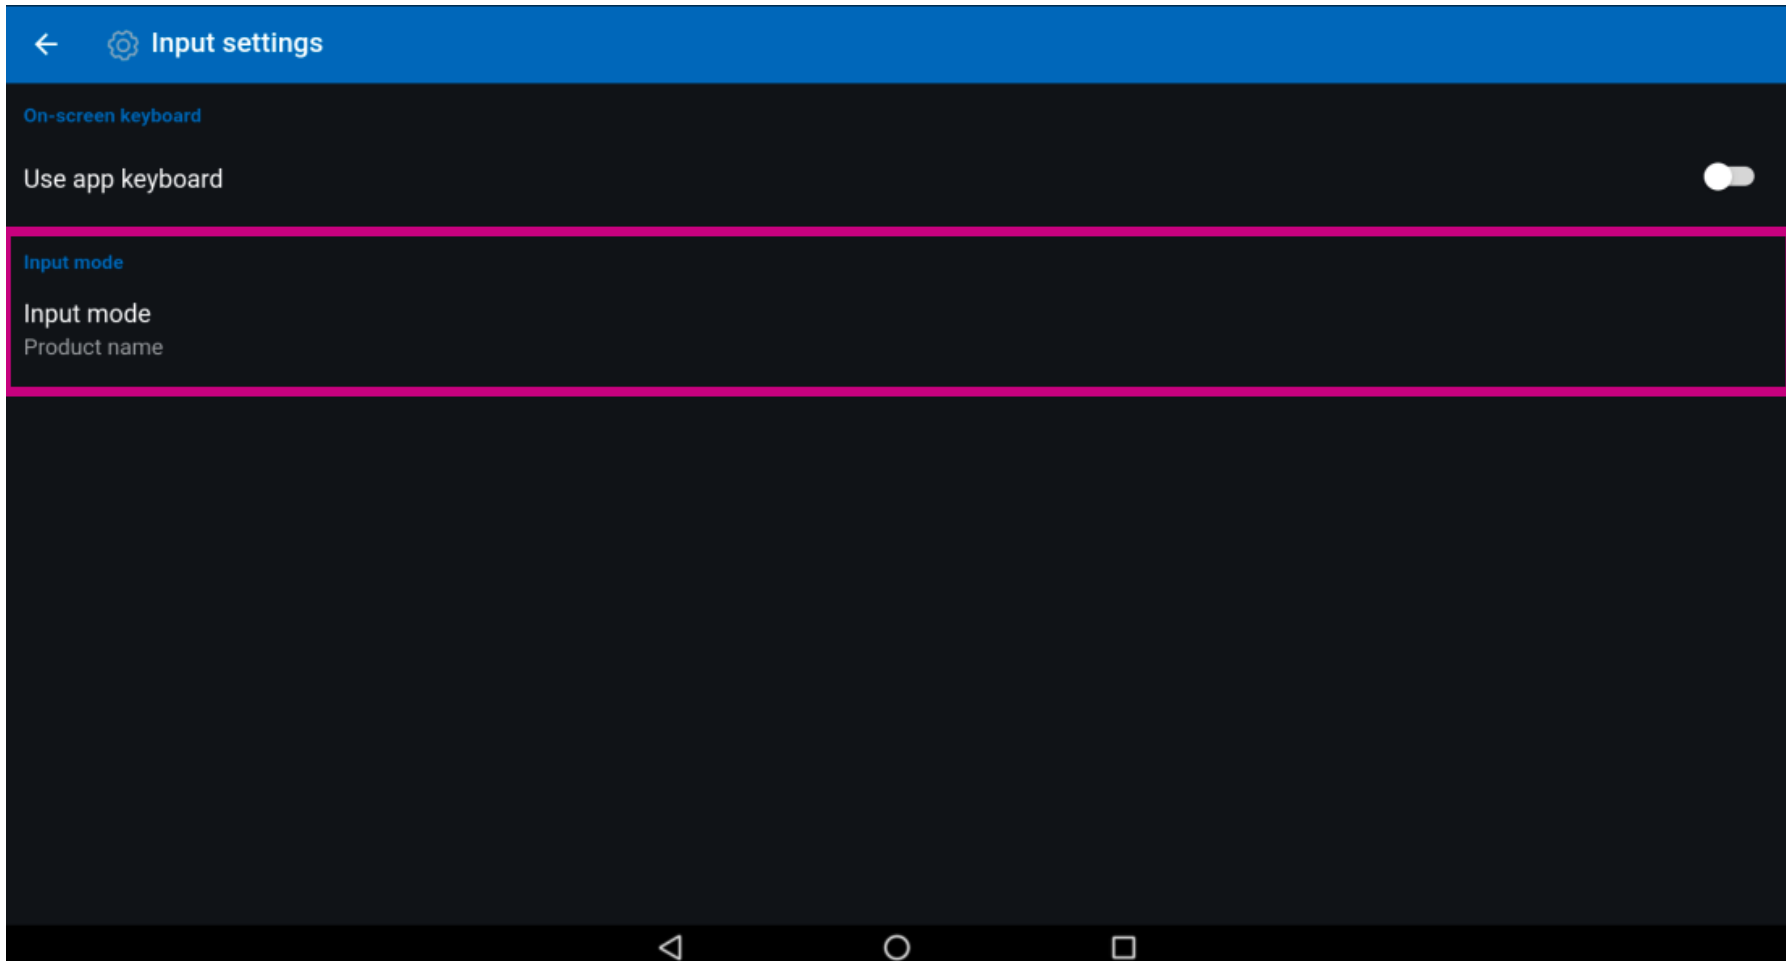 Input settings
On-screen keyboard
Use app keyboard
Input mode
Input mode
Product name